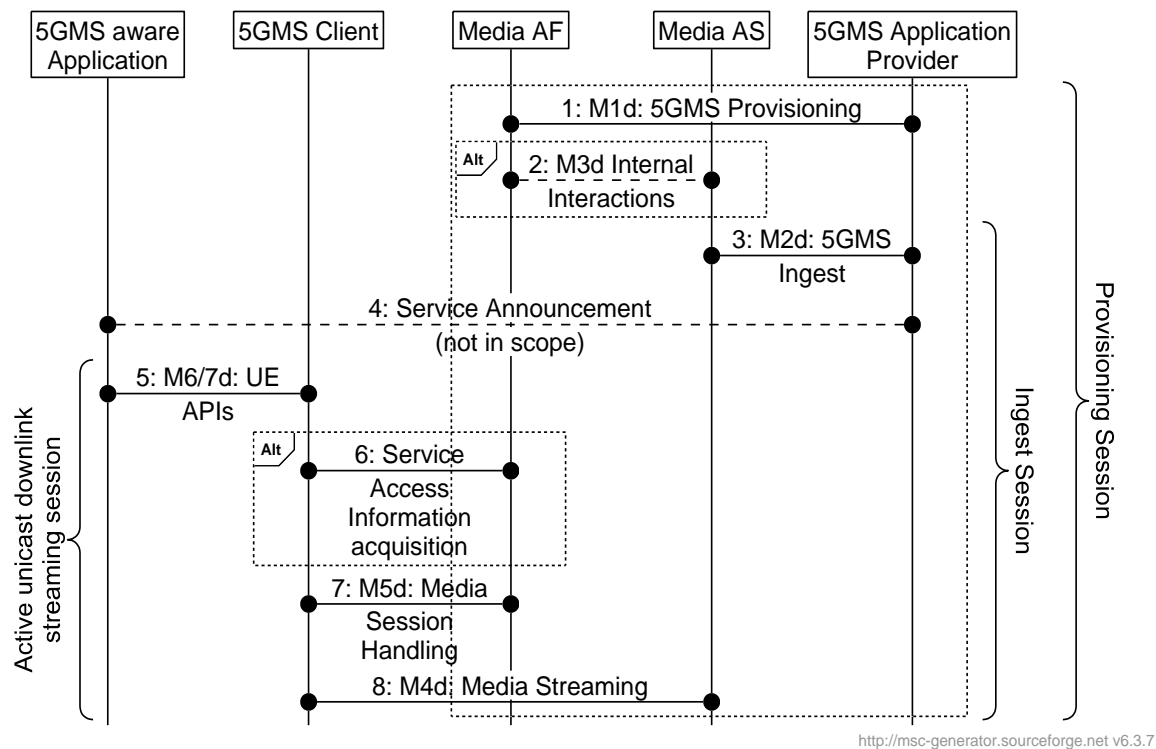 5GMS aware
Application
5GMS Client
Media AF
Media AS
5GMS Application
Provider
1: M1d: 5GMS Provisioning
Alt
2: M3d Internal
Interactions
3: M2d: 5GMS
Ingest
4: Service Announcement
(not in scope)
5: M6/7d: UE
APIs
Alt
6: Service
Access
Information
acquisition
7: M5d: Media
Session
Handling
8: M4d: Media Streaming
Active unicast downlink
streaming session
Ingest Session
Provisioning Session
http://msc-generator.sourceforge.net v6.3.7